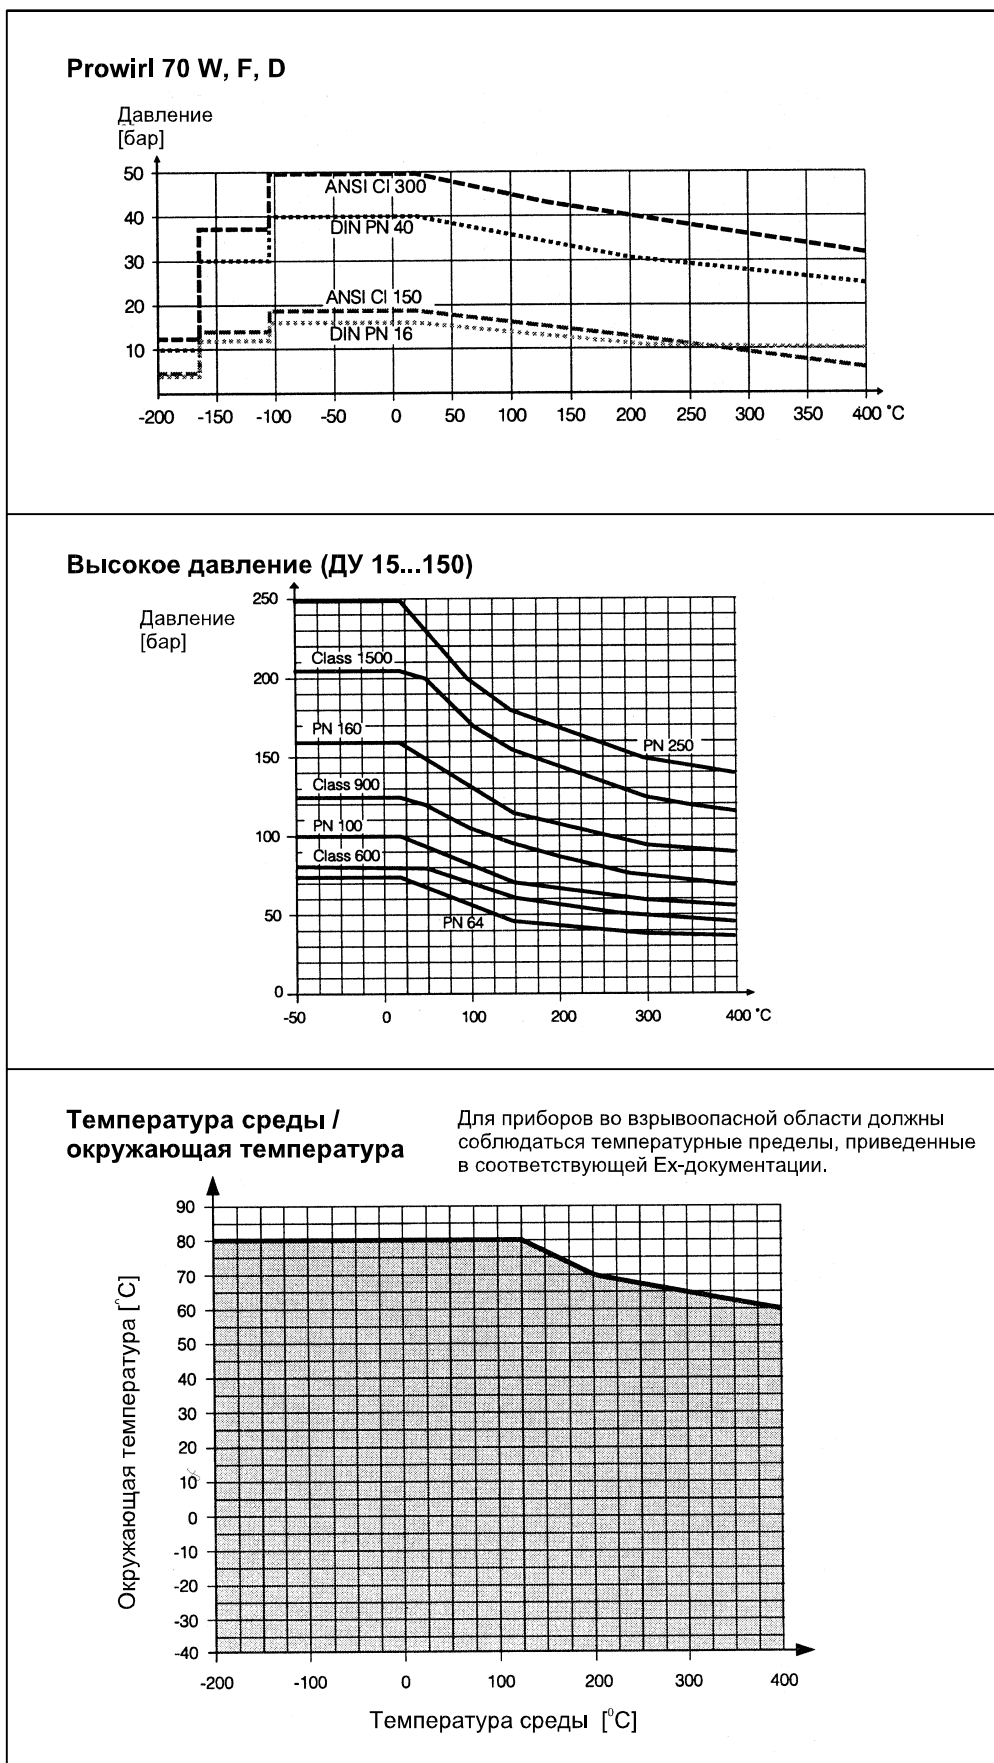 Prowirl 70 W, F, D
Давление
[бар]
50
40
30
20
10
ANSI Cl 300
DIN PN 40
ANSI Cl 150
DIN PN 16
-200 -150 -100 -50 0 50 100 150 200 250 300 350 400 °C
Высокое давление (ДУ 15...150)
Давление
[бар]
250
200
150
100
50
0
Class 1500
PN 160
Class 900
PN 100
Class 600
PN 64
PN 250
-50 0 100 200 300 400 °C
Температура среды /
окружающая температура
Для приборов во взрывоопасной области должны
соблюдаться температурные пределы, приведенные
в соответствующей Ex-документации.
Окружающая температура [°C]
90
80
70
60
50
40
30
20
10
0
-10
-20
-30
-40
-200 -100 0 100 200 300 400
Температура среды [⁰C]